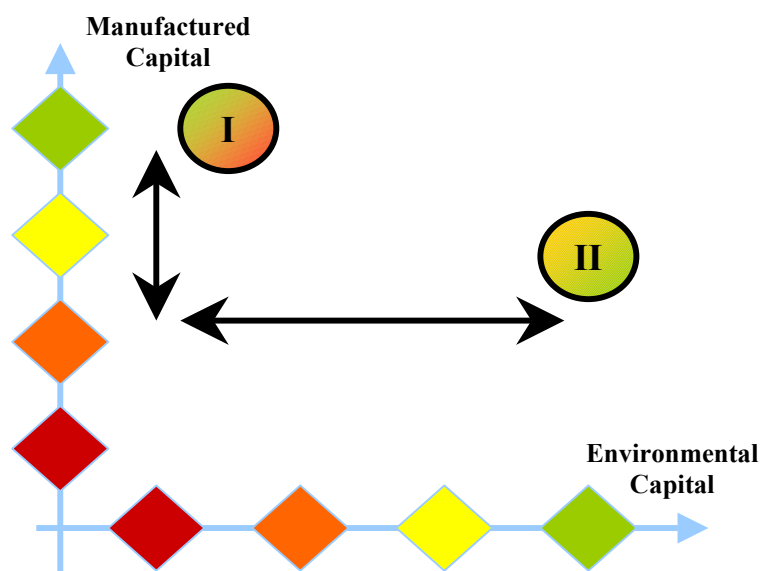 Manufactured
Capital
I
II
Environmental
Capital